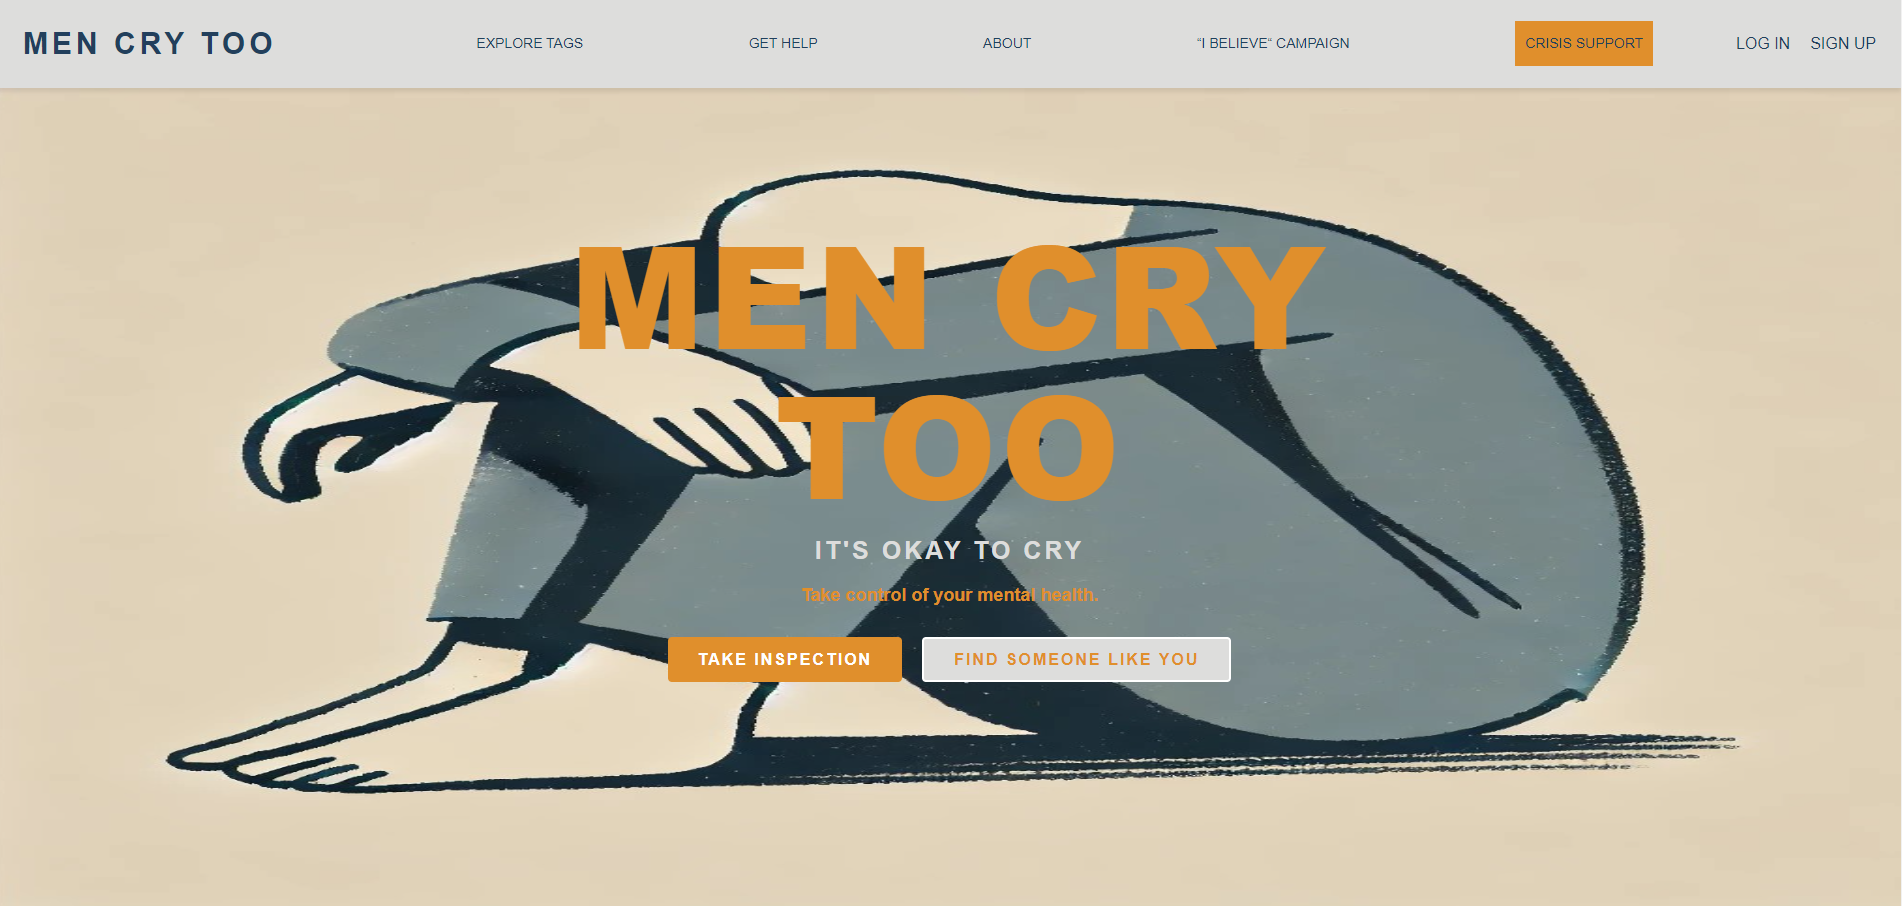 MEN CRY TOO
EXPLORE TAGS
GET HELP
ABOUT
“I BELIEVE“ CAMPAIGN
CRISIS SUPPORT
LOG IN
SIGN UP
MEN CRY
TOO
IT'S OKAY TO CRY
Take control of your mental health.
TAKE INSPECTION
FIND SOMEONE LIKE YOU